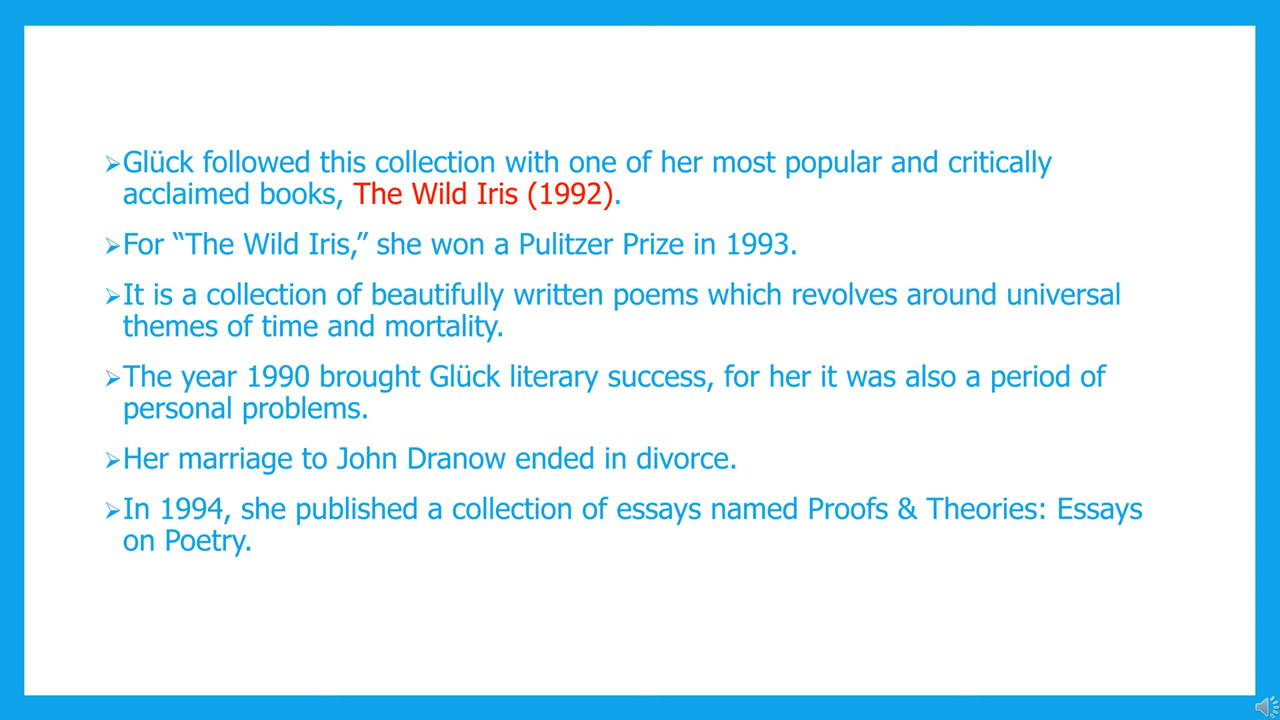 ➢Glück followed this collection with one of her most popular and critically
acclaimed books, The Wild Iris (1992).
➢For “The Wild Iris,” she won a Pulitzer Prize in 1993.
➢It is a collection of beautifully written poems which revolves around universal
themes of time and mortality.
➢The year 1990 brought Glück literary success, for her it was also a period of
personal problems.
➢Her marriage to John Dranow ended in divorce.
➢In 1994, she published a collection of essays named Proofs & Theories: Essays
on Poetry.